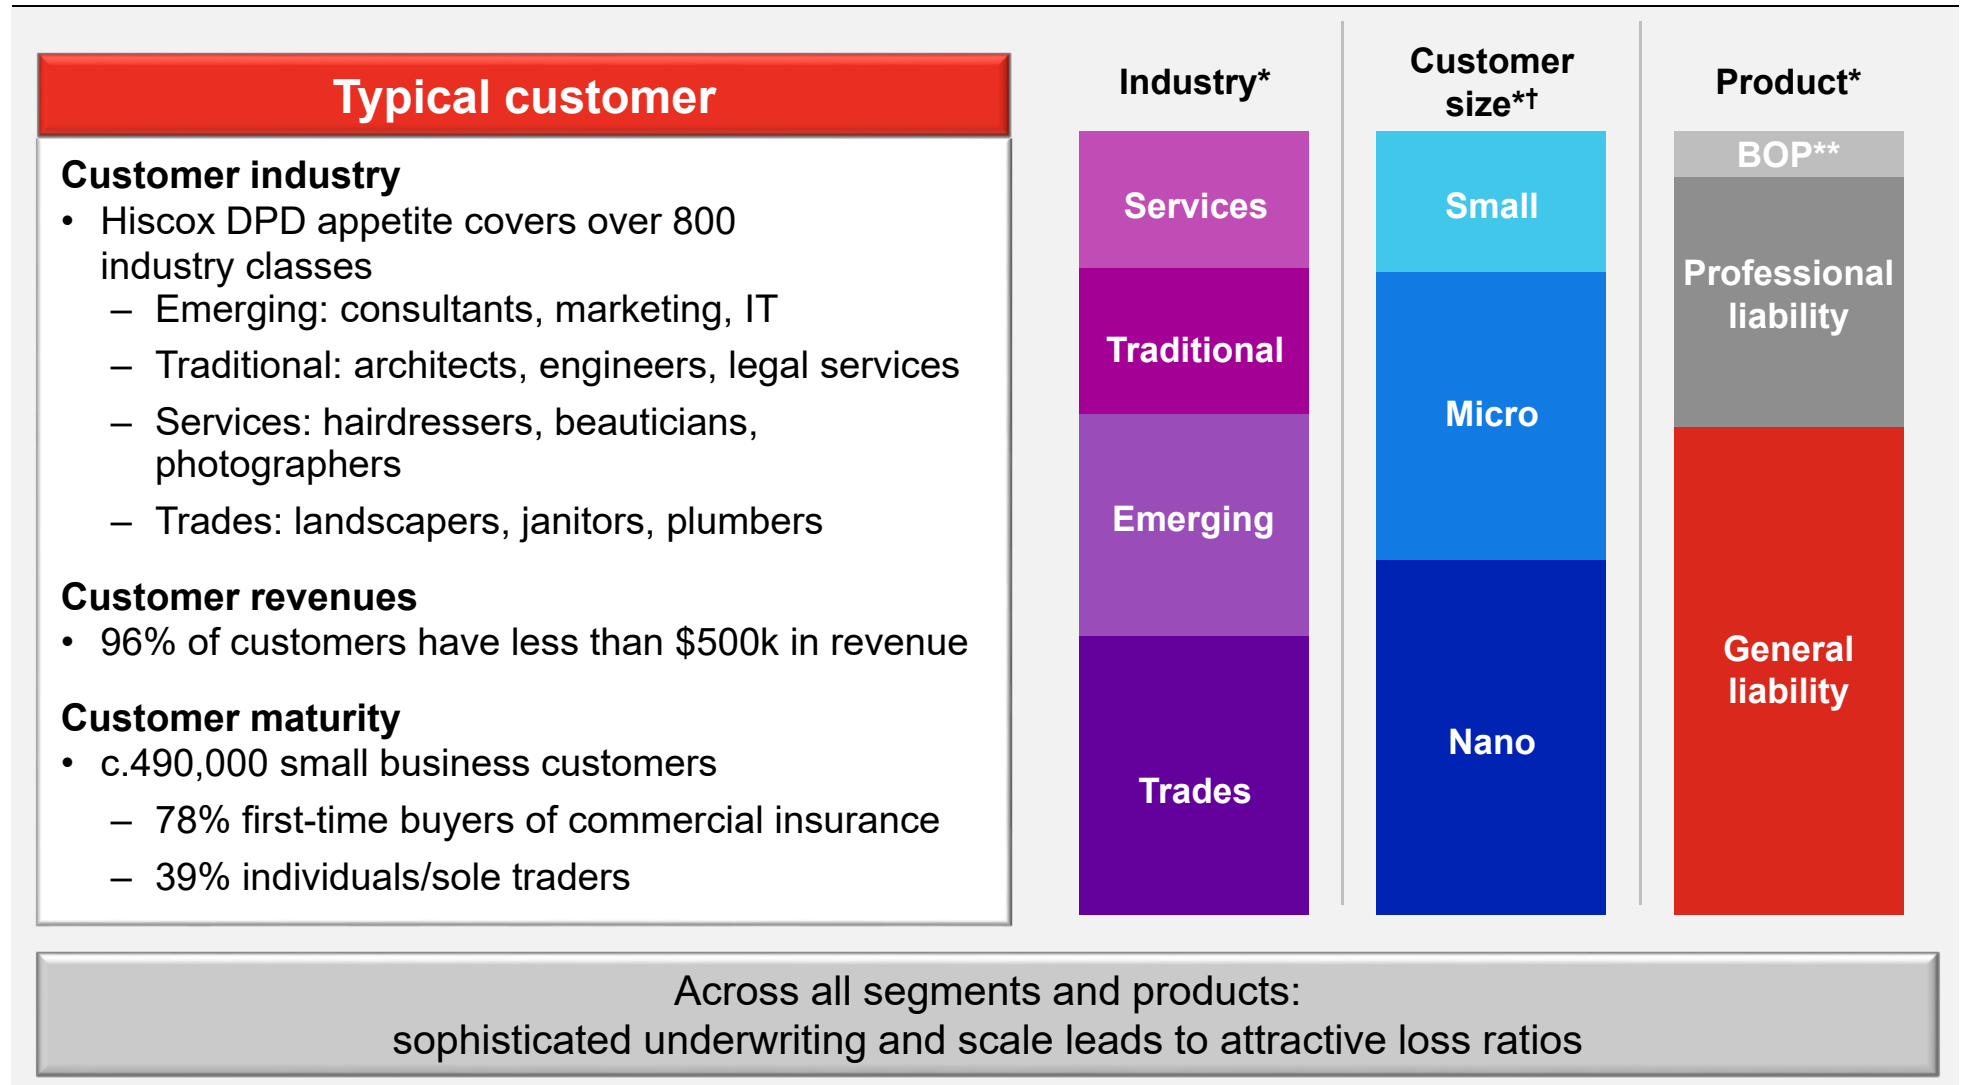 Typical customer
Customer industry
• Hiscox DPD appetite covers over 800
industry classes
– Emerging: consultants, marketing, IT
– Traditional: architects, engineers, legal services
– Services: hairdressers, beauticians,
photographers
– Trades: landscapers, janitors, plumbers
Customer revenues
• 96% of customers have less than $500k in revenue
Customer maturity
• c.490,000 small business customers
– 78% first-time buyers of commercial insurance
– 39% individuals/sole traders
Industry*
Services
Traditional
Emerging
Trades
Customer
size*†
Small
Micro
Nano
Product*
BOP**
Professional
liability
General
liability
Across all segments and products:
sophisticated underwriting and scale leads to attractive loss ratios